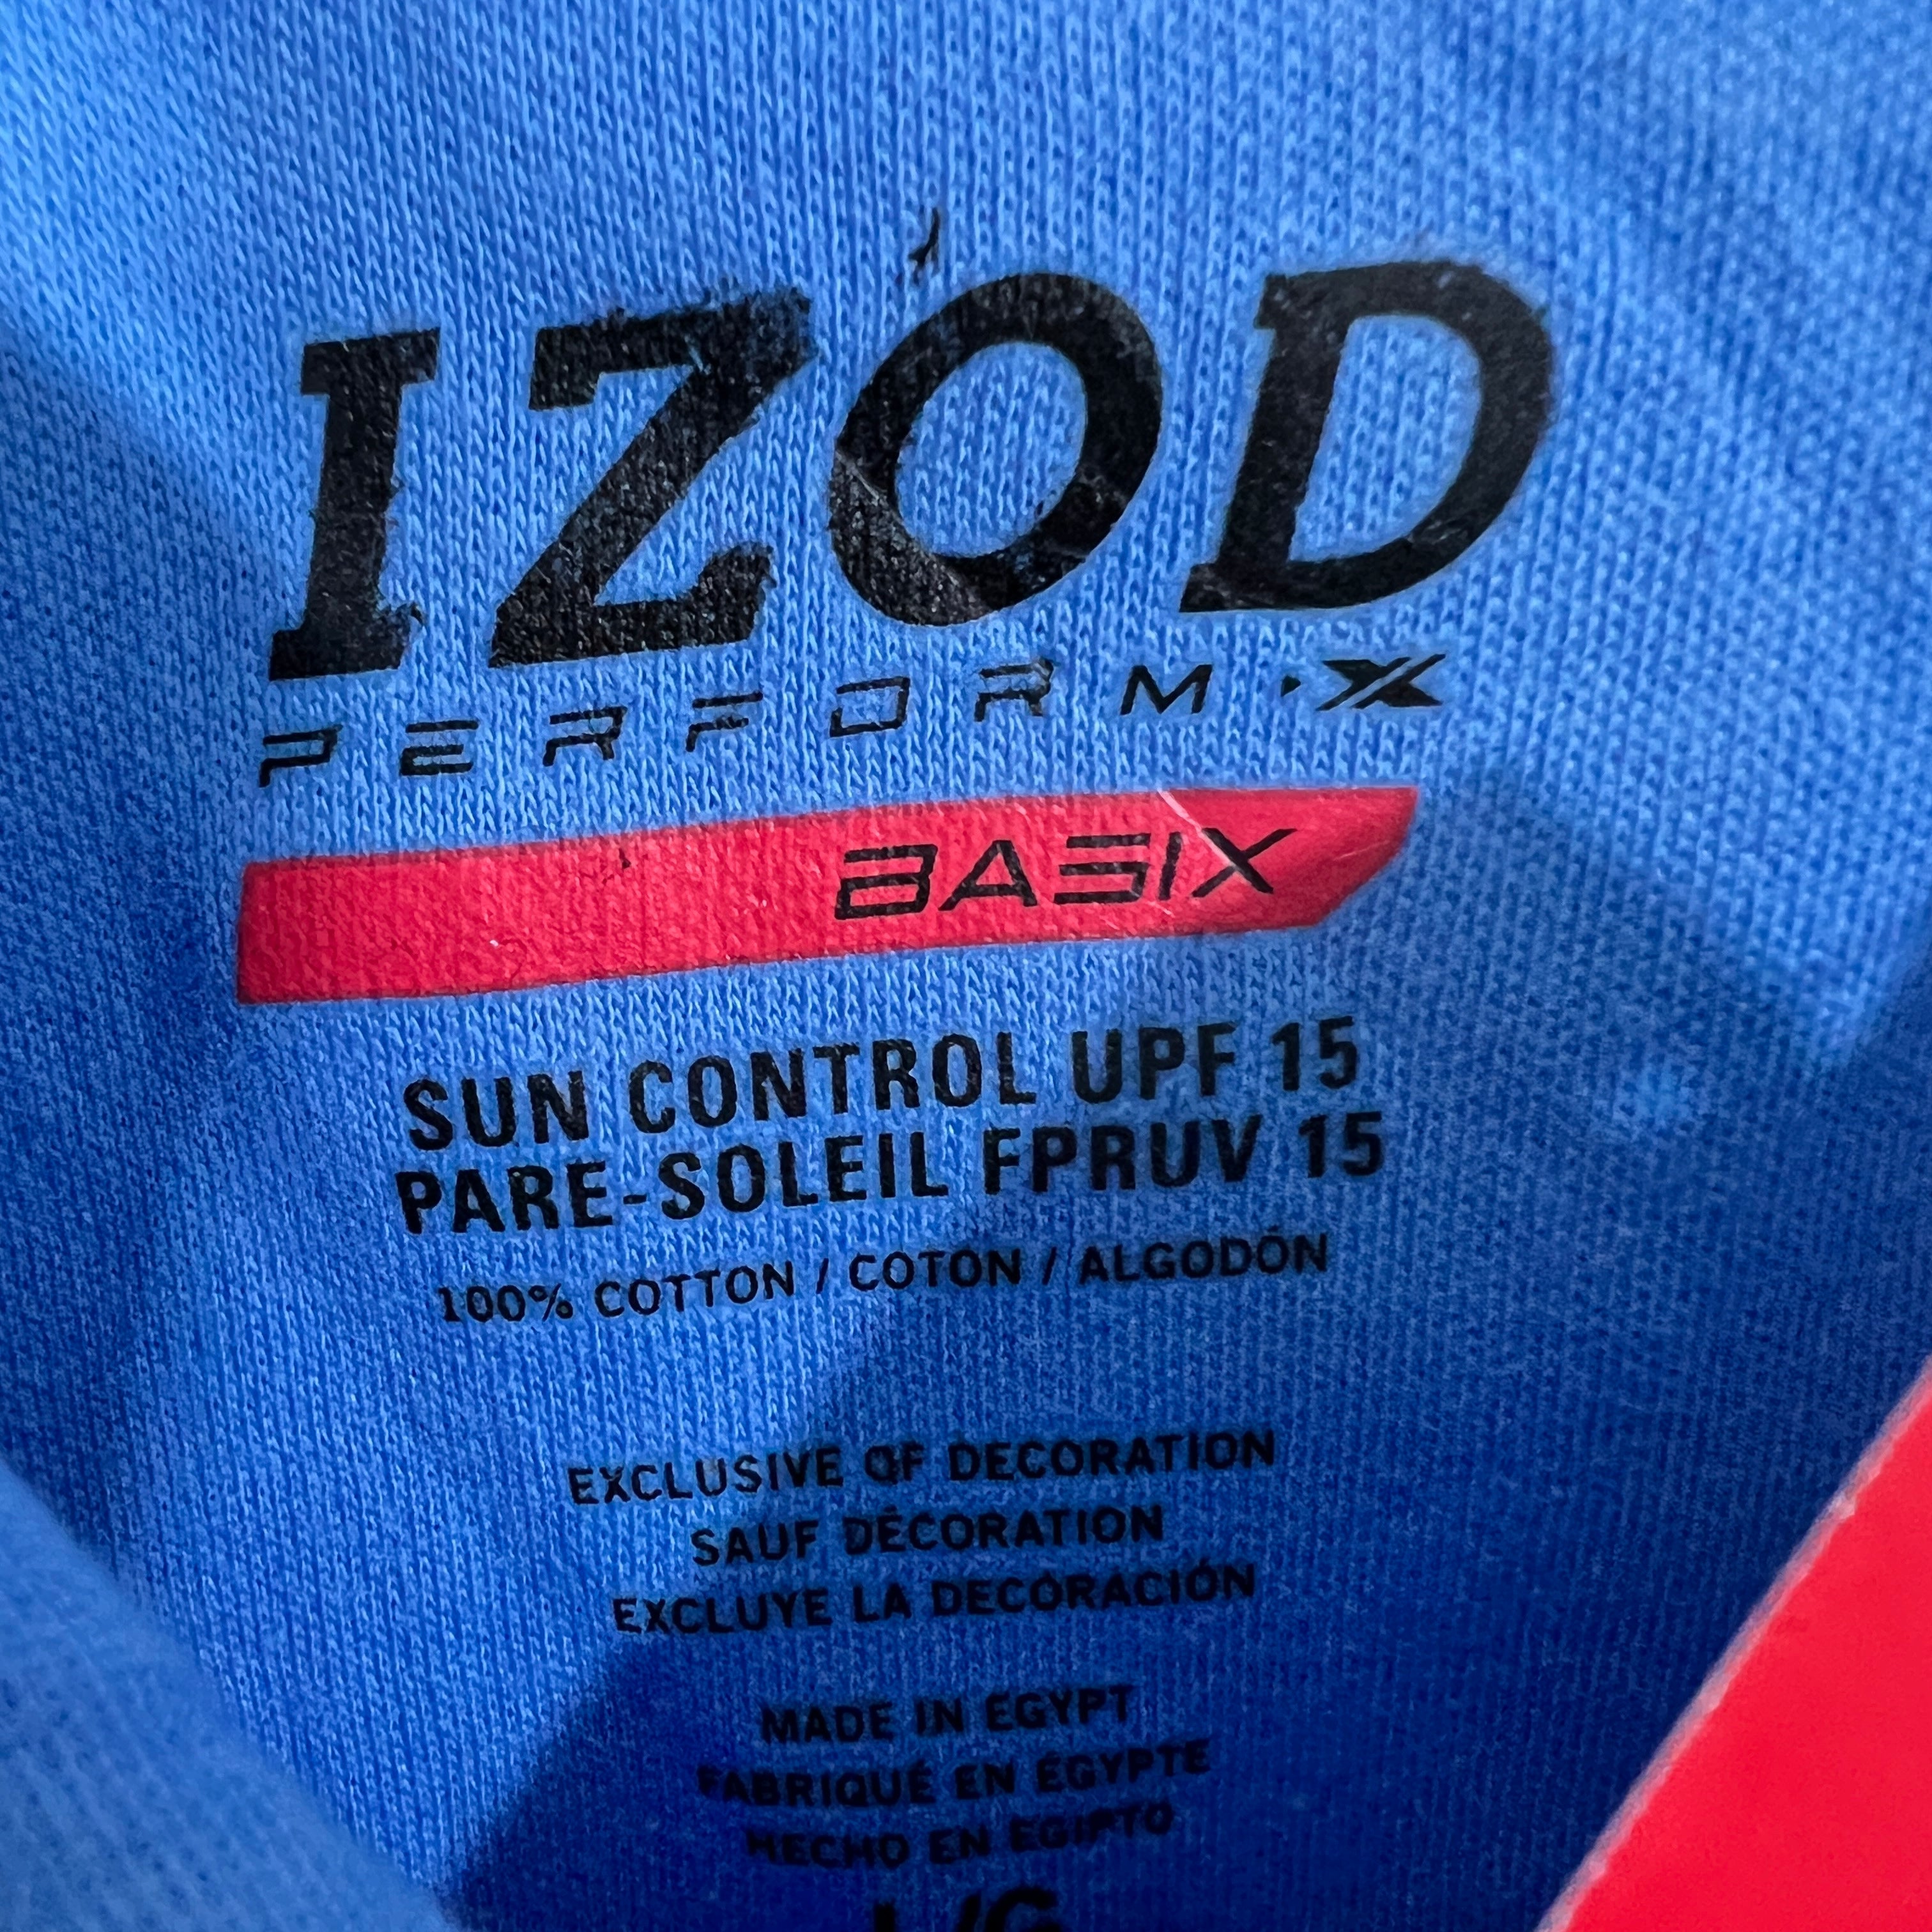 IZOD
PERFORM·X
BASIX
SUN CONTROL UPF 15
PARE-SOLEIL FPRUV 15
100% COTTON / COTON / ALGODÓN
EXCLUSIVE OF DECORATION
SAUF DÉCORATION
EXCLUYE LA DECORACIÓN
MADE IN EGYPT
FABRIQUÉ EN ÉGYPTE
HECHO EN EGIPTO
L/G